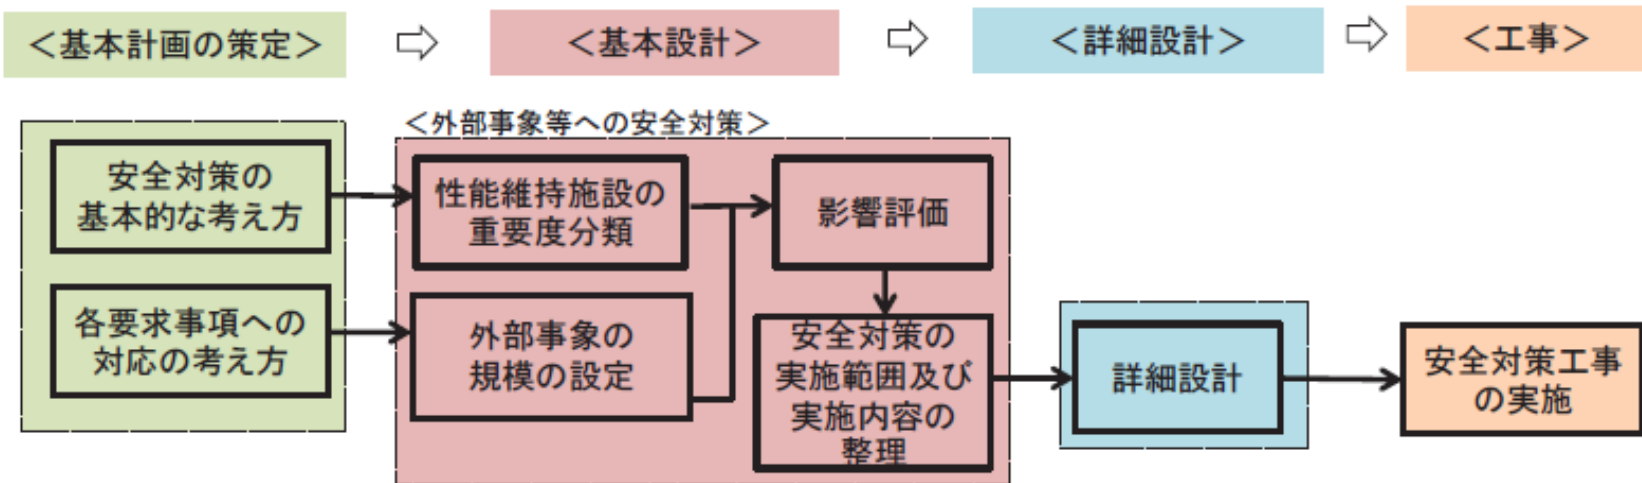 ＜基本計画の策定＞
⇨
＜基本設計＞
⇨
＜詳細設計＞
⇨
＜工事＞
＜外部事象等への安全対策＞
安全対策の
基本的な考え方
各要求事項への
対応の考え方
性能維持施設の
重要度分類
外部事象の
規模の設定
影響評価
安全対策の
実施範囲及び
実施内容の
整理
詳細設計
安全対策工事
の実施